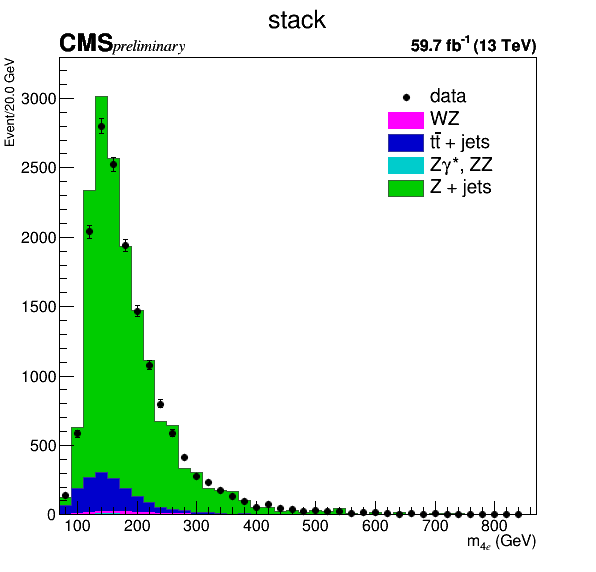 stack
CMS preliminary 59.7 fb⁻¹ (13 TeV)
Event/20.0 GeV
3000
2500
2000
1500
1000
500
0
data
WZ
tt̄ + jets
Zγ*, ZZ
Z + jets
100 200 300 400 500 600 700 800
m₄ₑ (GeV)